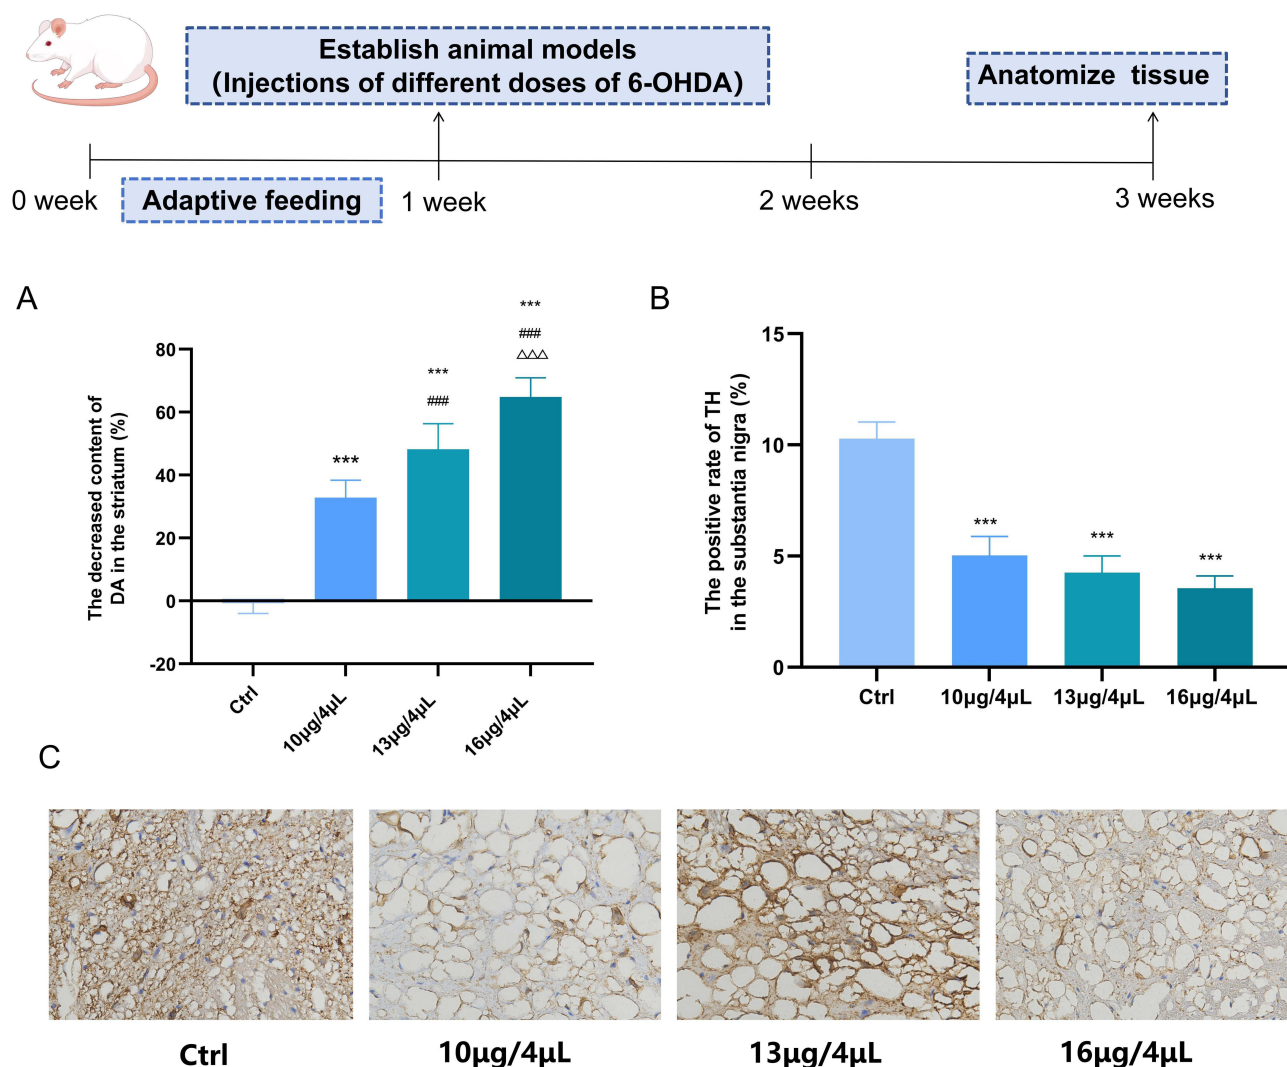 Establish animal models
(Injections of different doses of 6-OHDA)
Anatomize tissue
0 week
Adaptive feeding
1 week
2 weeks
3 weeks
A
The decreased content of
DA in the striatum (%)
80
60
40
20
0
-20
***
***
###
***
###
△△△
Ctrl
10μg/4μL
13μg/4μL
16μg/4μL
B
The positive rate of TH
in the substantia nigra (%)
15
10
5
0
***
***
***
Ctrl
10μg/4μL
13μg/4μL
16μg/4μL
C
Ctrl
10μg/4μL
13μg/4μL
16μg/4μL